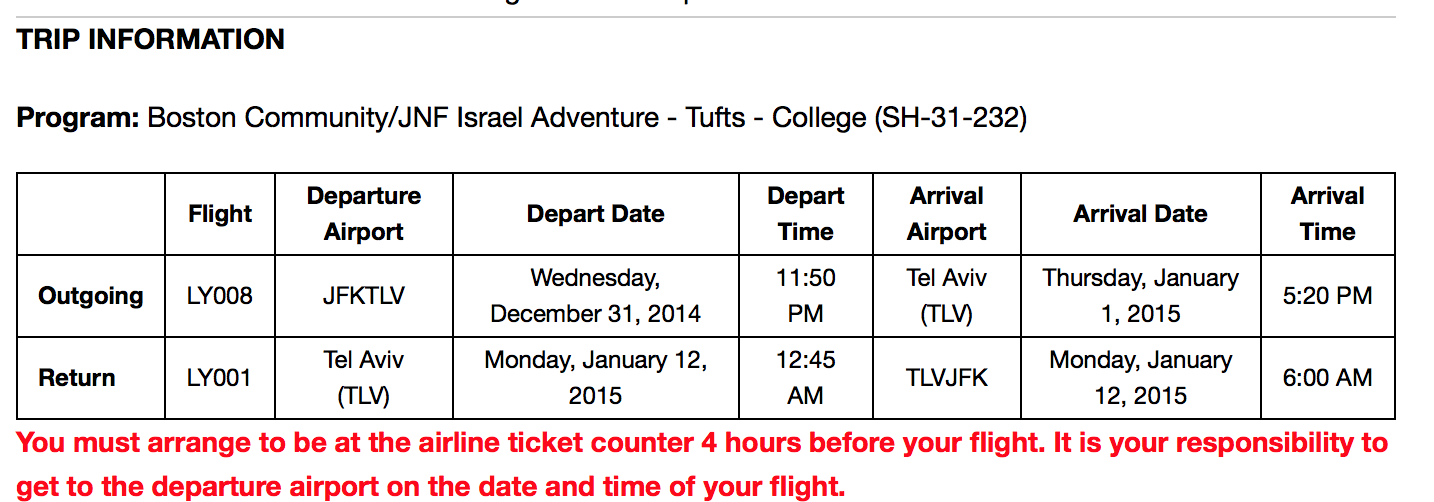 TRIP INFORMATION
Program: Boston Community/JNF Israel Adventure - Tufts - College (SH-31-232)
Flight Departure Airport Depart Date Depart Time Arrival Airport Arrival Date Arrival Time
Outgoing LY008 JFKTLV Wednesday, December 31, 2014 11:50 PM Tel Aviv (TLV) Thursday, January 1, 2015 5:20 PM
Return LY001 Tel Aviv (TLV) Monday, January 12, 2015 12:45 AM TLVJFK Monday, January 12, 2015 6:00 AM
You must arrange to be at the airline ticket counter 4 hours before your flight. It is your responsibility to
get to the departure airport on the date and time of your flight.